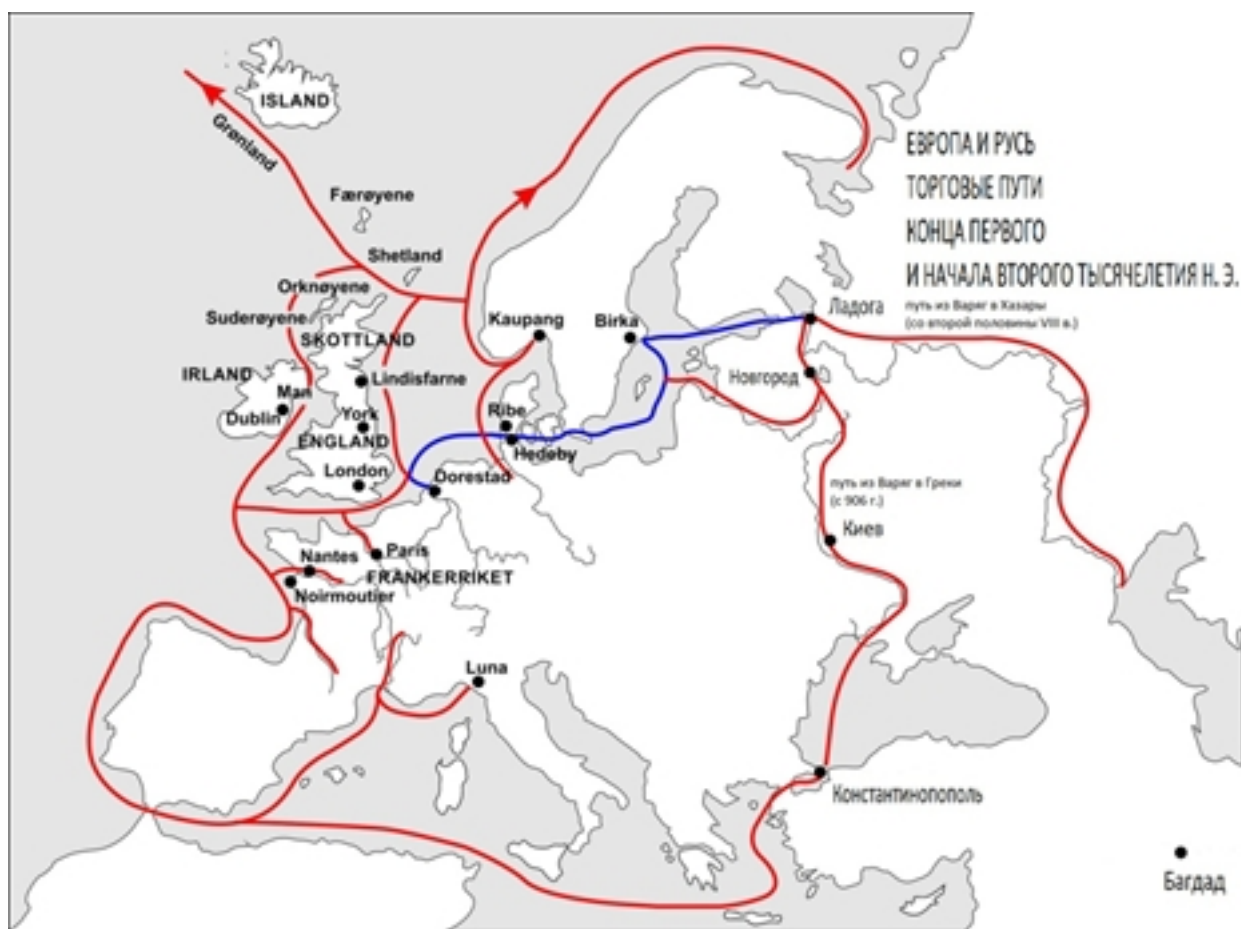 ISLAND
Grønland
Færøyene
Shetland
Orknøyene
Suderøyene
SKOTTLAND
IRLAND
Man
Lindisfarne
Dublin
York
ENGLAND
London
Kaupang
Birka
Ribe
Hedeby
Dorestad
Nantes
Paris
FRANKERRIKET
Noirmoutier
Luna
ЕВРОПА И РУСЬ
ТОРГОВЫЕ ПУТИ
КОНЦА ПЕРВОГО
И НАЧАЛА ВТОРОГО ТЫСЯЧЕЛЕТИЯ Н. Э.
Ладога
путь из Варяг в Хазары
(со второй половины VIII в.)
Новгород
путь из Варяг в Греки
(с 906 г.)
Киев
Константинопололь
Багдад